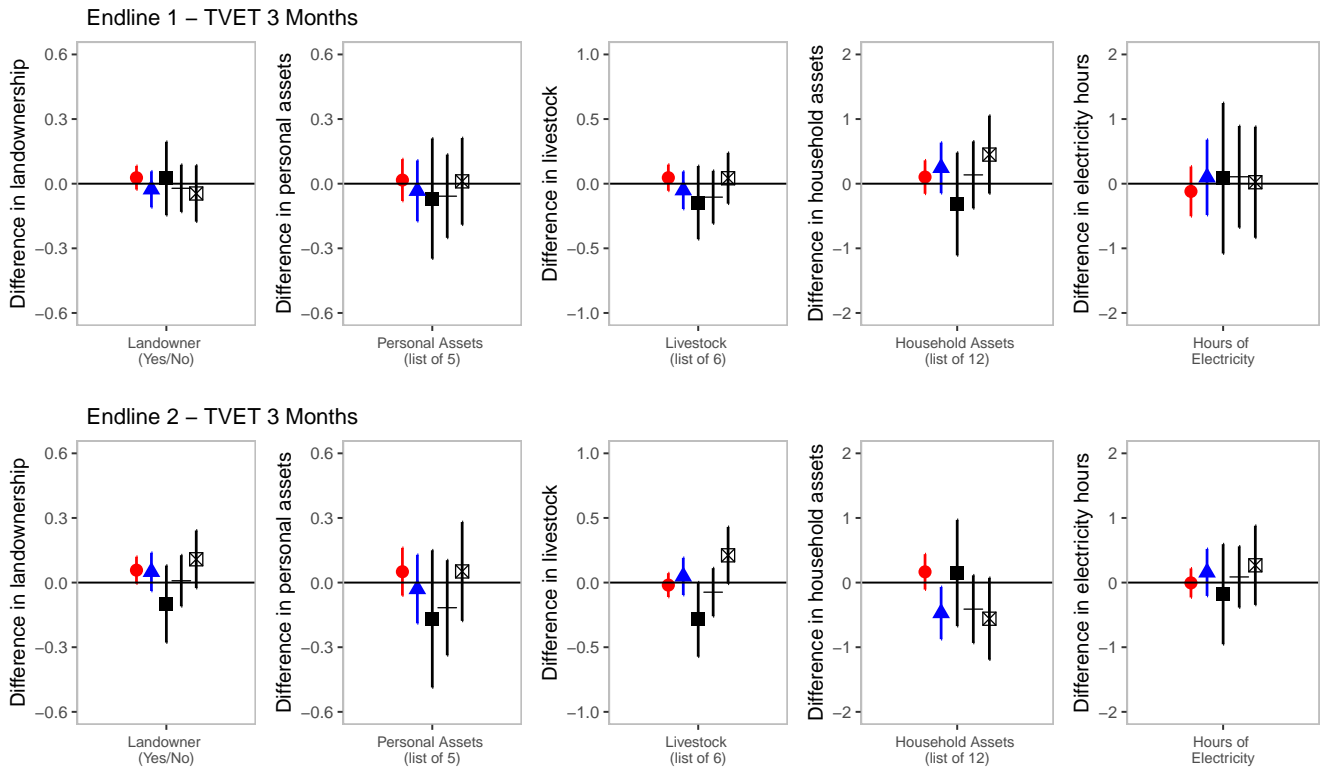 Endline 1 – TVET 3 Months
Difference in landownership
0.6
0.3
0.0
−0.3
−0.6
Landowner
(Yes/No)
Difference in personal assets
0.6
0.3
0.0
−0.3
−0.6
Personal Assets
(list of 5)
Difference in livestock
1.0
0.5
0.0
−0.5
−1.0
Livestock
(list of 6)
Difference in household assets
2
1
0
−1
−2
Household Assets
(list of 12)
Difference in electricity hours
2
1
0
−1
−2
Hours of
Electricity
Endline 2 – TVET 3 Months
Difference in landownership
0.6
0.3
0.0
−0.3
−0.6
Landowner
(Yes/No)
Difference in personal assets
0.6
0.3
0.0
−0.3
−0.6
Personal Assets
(list of 5)
Difference in livestock
1.0
0.5
0.0
−0.5
−1.0
Livestock
(list of 6)
Difference in household assets
2
1
0
−1
−2
Household Assets
(list of 12)
Difference in electricity hours
2
1
0
−1
−2
Hours of
Electricity